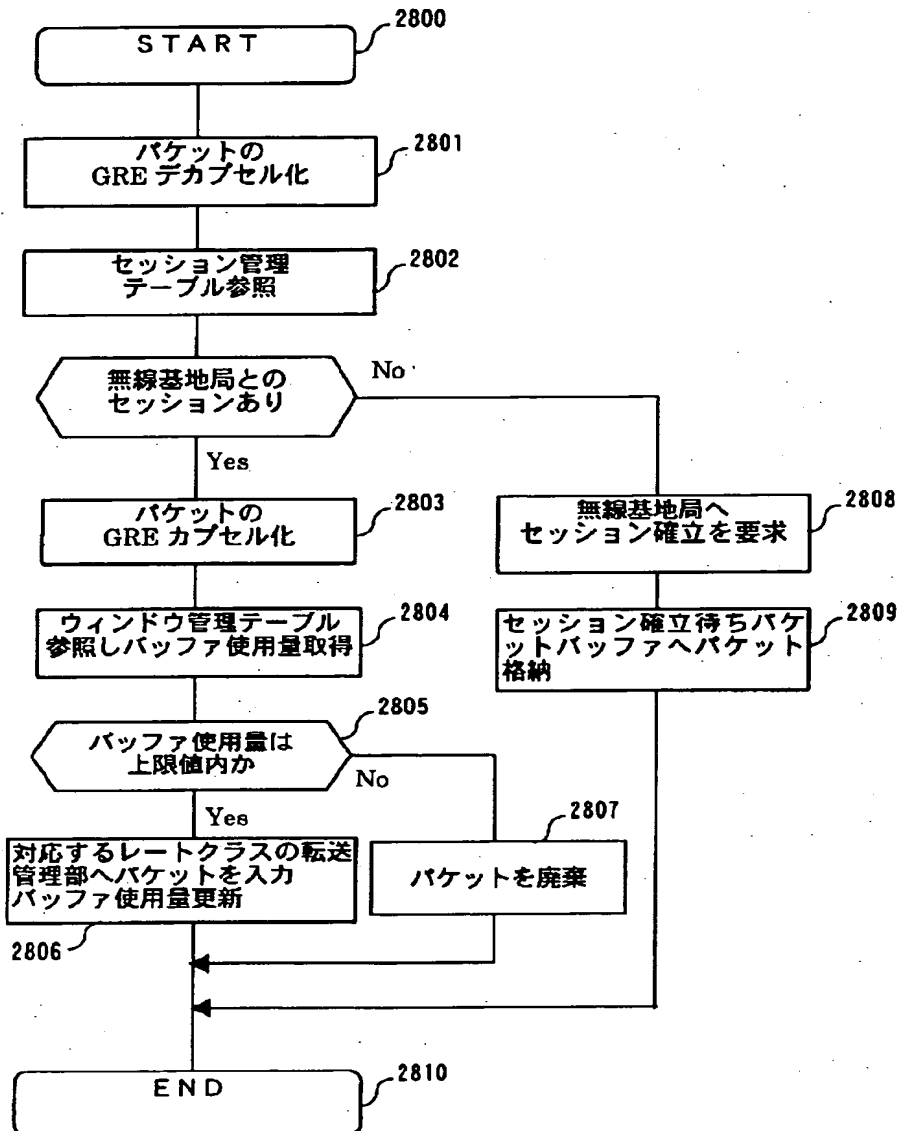 START
2800
パケットの
GRE デカプセル化
2801
セッション管理
テーブル参照
2802
無線基地局との
セッションあり
No
Yes
パケットの
GRE カプセル化
2803
無線基地局へ
セッション確立を要求
2808
ウィンドウ管理テーブル
参照しバッファ使用量取得
2804
セッション確立待ちパケ
ットバッファへパケット
格納
2809
バッファ使用量は
上限値内か
2805
No
Yes
対応するレートクラスの転送
管理部へパケットを入力
バッファ使用量更新
2806
パケットを廃棄
2807
END
2810